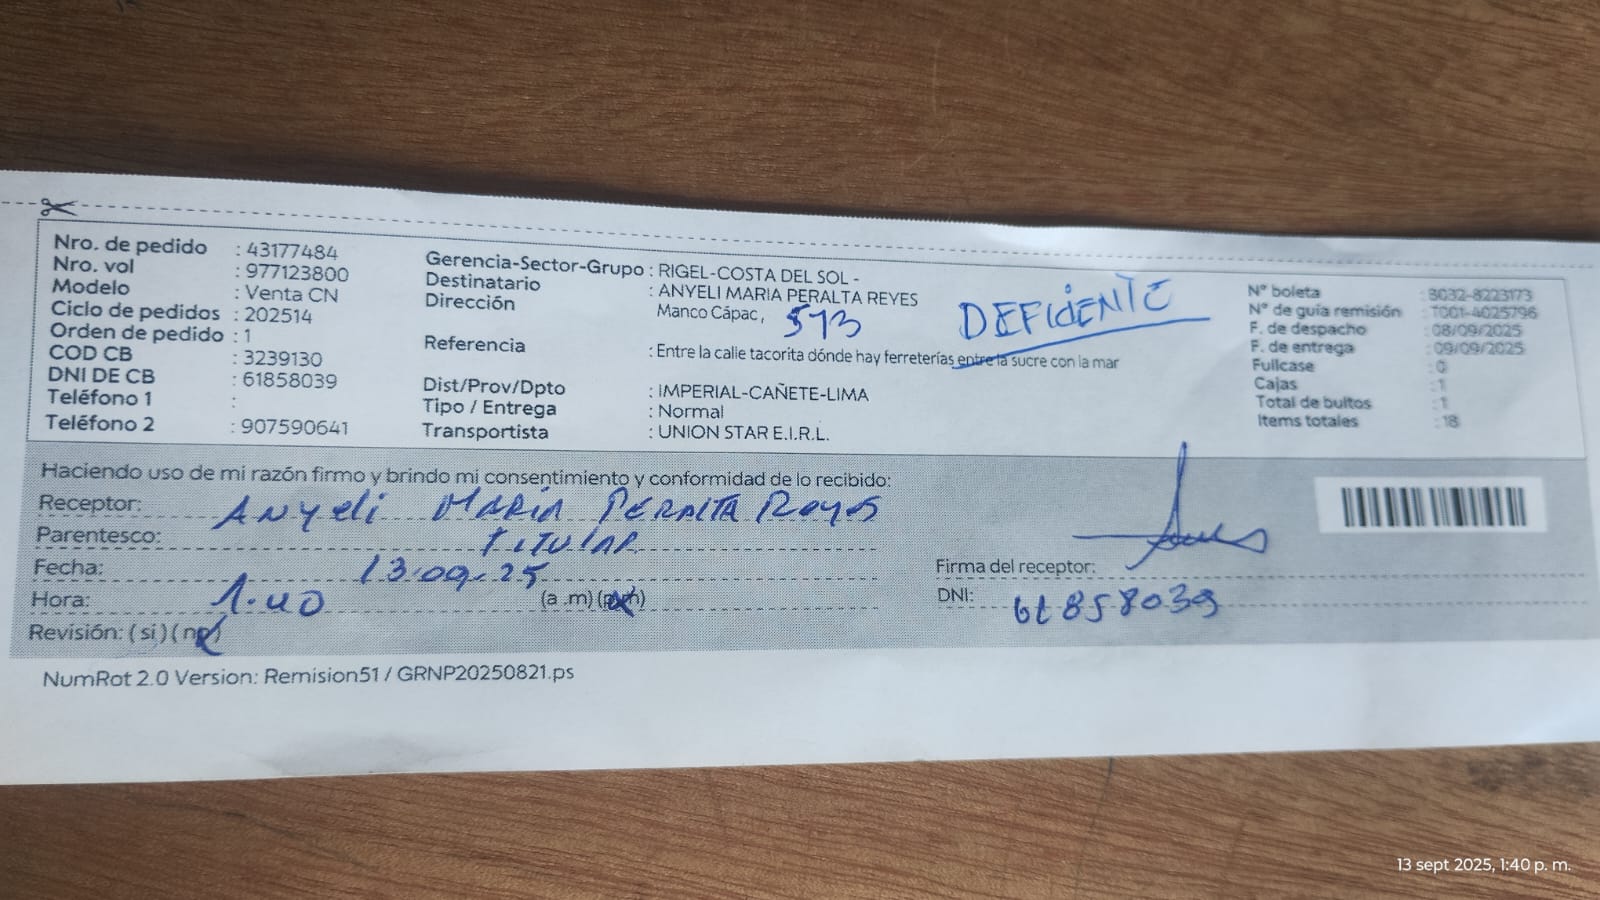 Nro. de pedido : 43177484
Nro. vol : 977123800
Modelo : Venta CN
Ciclo de pedidos : 202514
Orden de pedido : 1
COD CB : 3239130
DNI DE CB : 61858039
Teléfono 1 :
Teléfono 2 : 907590641
Gerencia-Sector-Grupo : RIGEL-COSTA DEL SOL -
Destinatario : ANYELI MARIA PERALTA REYES
Dirección Manco Cápac, 573
DEFICIENTE
Referencia : Entre la calle tacorita dónde hay ferreterías entre la sucre con la mar
Dist/Prov/Dpto : IMPERIAL-CAÑETE-LIMA
Tipo / Entrega : Normal
Transportista : UNION STAR E.I.R.L.
N° boleta : BC32-8223173
N° de guía remisión : T001-4025796
F. de despacho : 08/09/2025
F. de entrega : 09/09/2025
Fullcase : 0
Cajas : 1
Total de bultos : 1
Items totales : 18
Haciendo uso de mi razón firmo y brindo mi consentimiento y conformidad de lo recibido:
Receptor: ANYEli MARIA PERALTA Reyes
Parentesco: TITULAR
Fecha: 13.09.25
Hora: 1.40 (a .m) (p.m)
Revisión: (si) (no)
Firma del receptor:
DNI: 61858039
NumRot 2.0 Version: Remision51 / GRNP20250821.ps
13 sept 2025, 1:40 p. m.